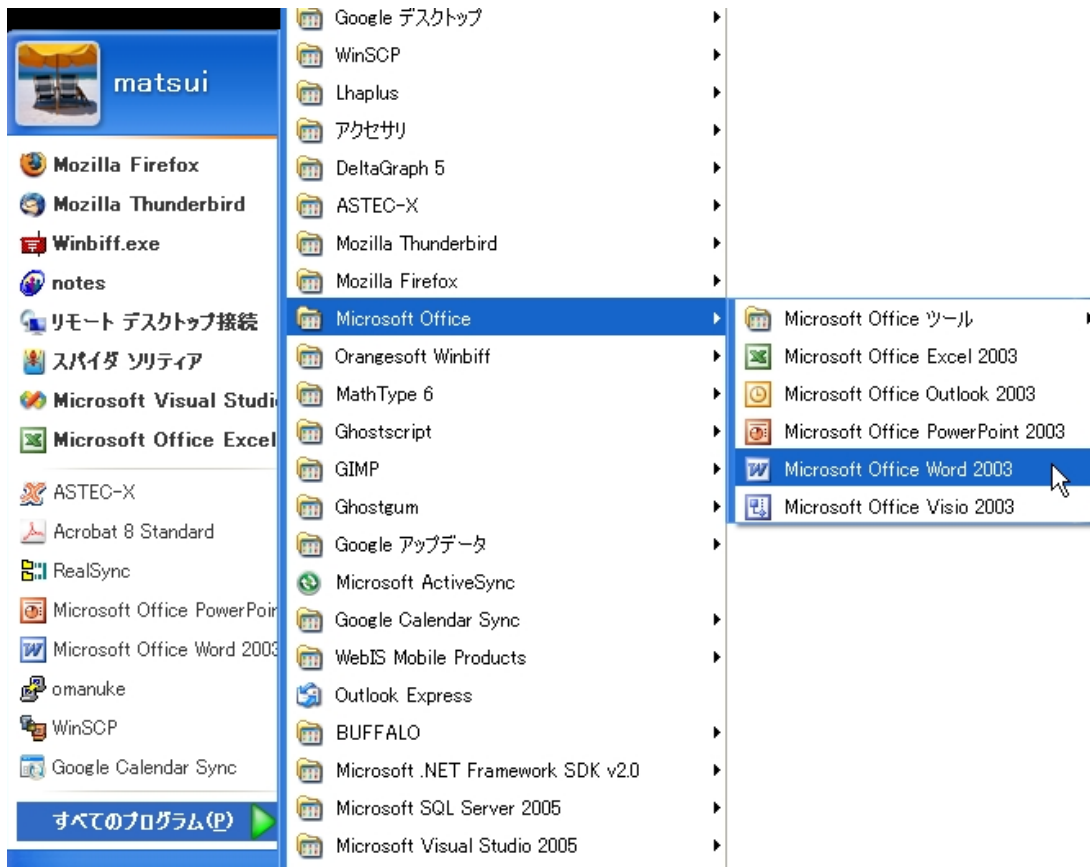 matsui
Mozilla Firefox
Mozilla Thunderbird
Winbiff.exe
notes
リモート デスクトップ接続
スパイダ ソリティア
Microsoft Visual Studi
Microsoft Office Excel
ASTEC-X
Acrobat 8 Standard
RealSync
Microsoft Office PowerPoin
Microsoft Office Word 2003
omanuke
WinSCP
Google Calendar Sync
すべてのプログラム(P)
Google デスクトップ
WinSCP
Lhaplus
アクセサリ
DeltaGraph 5
ASTEC-X
Mozilla Thunderbird
Mozilla Firefox
Microsoft Office
Orangesoft Winbiff
MathType 6
Ghostscript
GIMP
Ghostgum
Google アップデータ
Microsoft ActiveSync
Google Calendar Sync
WebIS Mobile Products
Outlook Express
BUFFALO
Microsoft .NET Framework SDK v2.0
Microsoft SQL Server 2005
Microsoft Visual Studio 2005
Microsoft Office ツール
Microsoft Office Excel 2003
Microsoft Office Outlook 2003
Microsoft Office PowerPoint 2003
Microsoft Office Word 2003
Microsoft Office Visio 2003